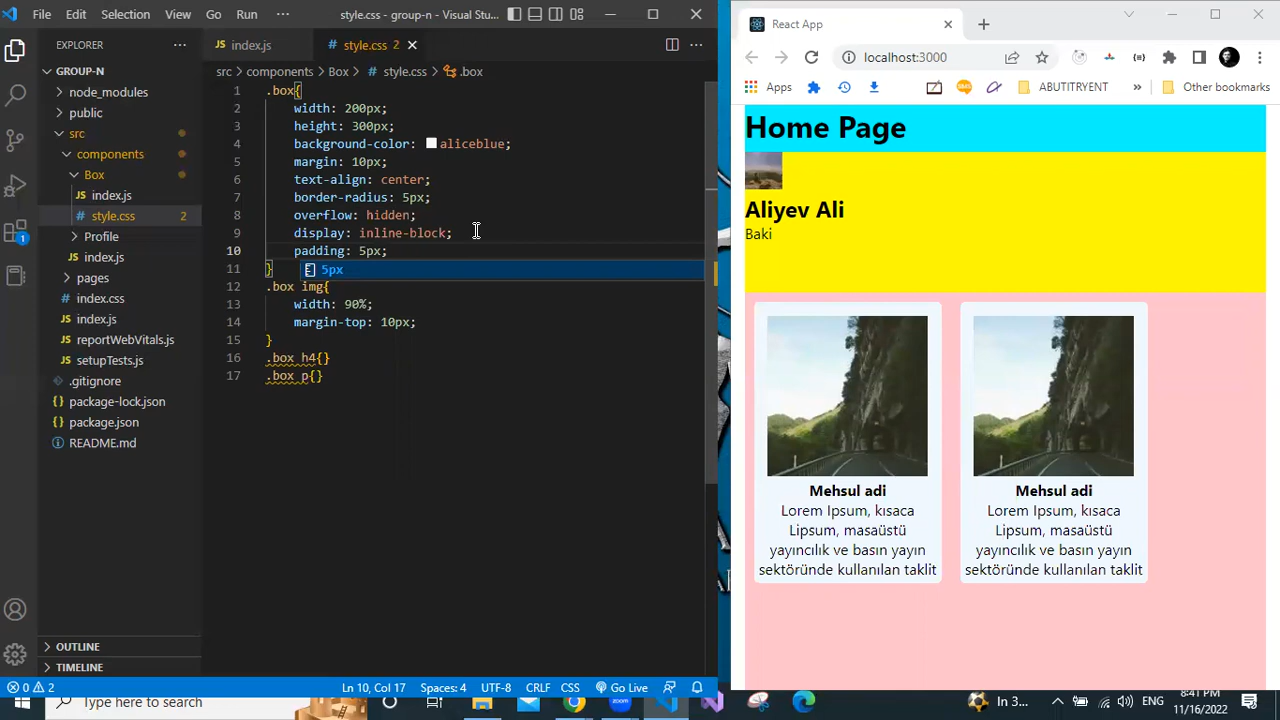 File Edit Selection View Go Run ··· style.css - group-n - Visual Stu...
EXPLORER
GROUP-N
node_modules
public
src
components
Box
index.js
style.css 2
Profile
index.js
pages
index.css
index.js
reportWebVitals.js
setupTests.js
.gitignore
package-lock.json
package.json
README.md
OUTLINE
TIMELINE
1
index.js
style.css 2
src > components > Box > style.css > .box
1 .box{
2 width: 200px;
3 height: 300px;
4 background-color: aliceblue;
5 margin: 10px;
6 text-align: center;
7 border-radius: 5px;
8 overflow: hidden;
9 display: inline-block;
10 padding: 5px;
11 }
5px
12 .box img{
13 width: 90%;
14 margin-top: 10px;
15 }
16 .box h4{}
17 .box p{}
0 2 Ln 10, Col 17 Spaces: 4 UTF-8 CRLF CSS Go Live
React App
localhost:3000
Apps
ABUTITRYENT
Other bookmarks
Home Page
Aliyev Ali
Baki
Mehsul adi
Lorem Ipsum, kısaca
Lipsum, masaüstü
yayıncılık ve basın yayın
sektöründe kullanılan taklit
Mehsul adi
Lorem Ipsum, kısaca
Lipsum, masaüstü
yayıncılık ve basın yayın
sektöründe kullanılan taklit
Type here to search
zoom
In 3...
ENG
8:41 PM
11/16/2022